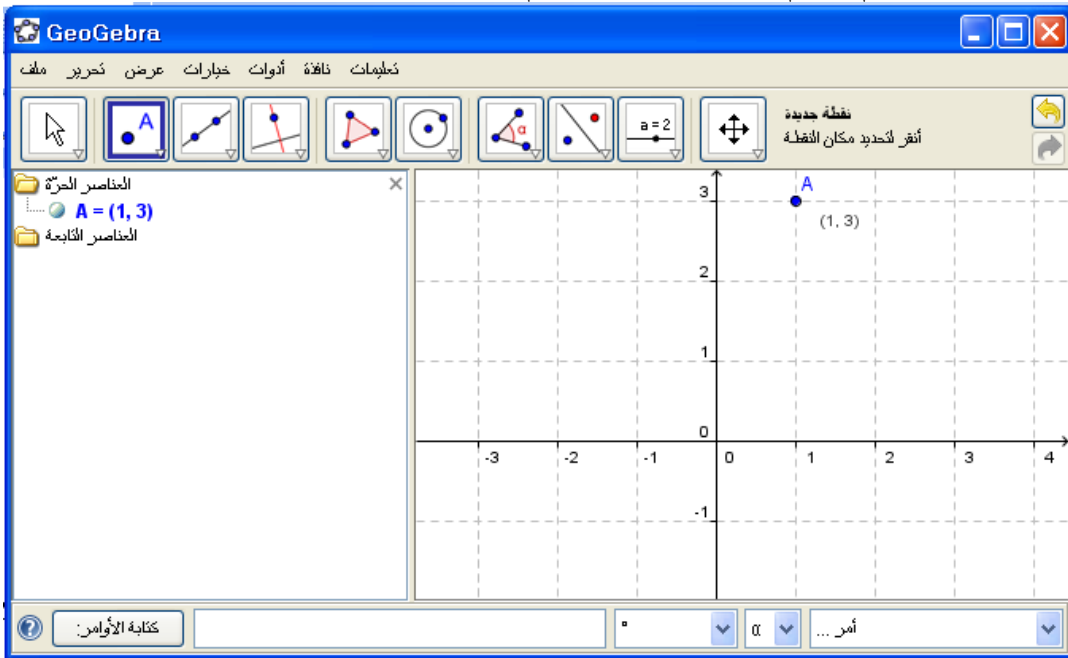 GeoGebra
ملف تحرير عرض خيارات أدوات نافذة تعليمات
A
α
a = 2
نقطة جديدة
أنقر لتحديد مكان النقطة
العناصر الحرّة
A = (1, 3)
العناصر التابعة
3
A
(1, 3)
2
1
0
-3 -2 -1 0 1 2 3 4
-1
كتابة الأوامر:
° α أمر ...